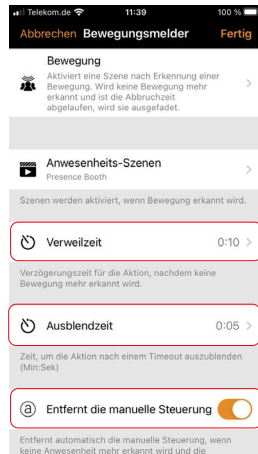 Telekom.de 11:39 100 %
Abbrechen Bewegungsmelder Fertig
Bewegung
Aktiviert eine Szene nach Erkennung einer
Bewegung. Wird keine Bewegung mehr
erkannt und ist die Abbruchzeit
abgelaufen, wird sie ausgefadet.
Anwesenheits-Szenen
Presence Booth
Szenen werden aktiviert, wenn Bewegung erkannt wird.
Verweilzeit 0:10
Verzögerungszeit für die Aktion, nachdem keine
Bewegung mehr erkannt wird.
Ausblendzeit 0:05
Zeit, um die Aktion nach einem Timeout auszublenden
(Min:Sek)
a Entfernt die manuelle Steuerung
Entfernt automatisch die manuelle Steuerung, wenn
keine Anwesenheit mehr erkannt wird und die